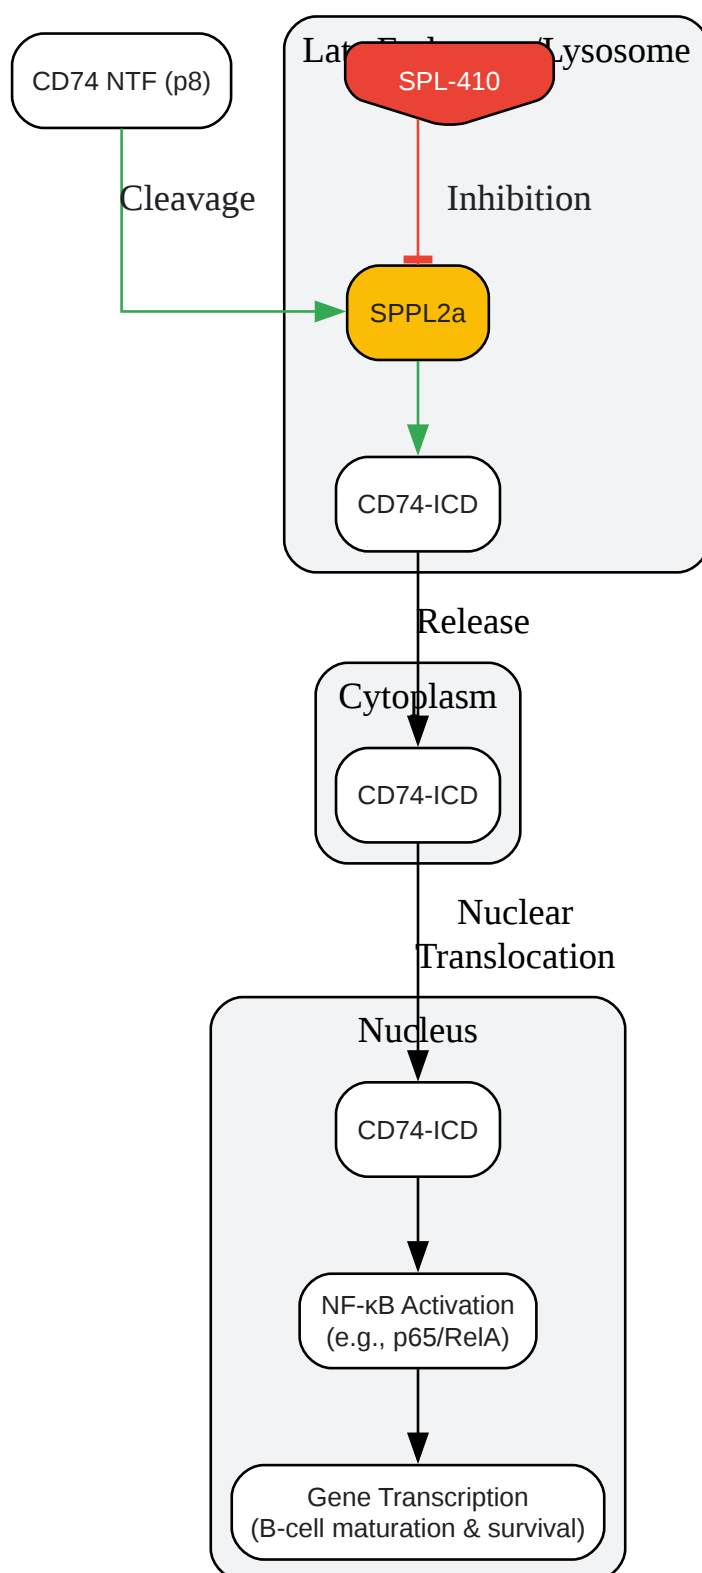 CD74 NTF (p8)
Lat /Lysosome
SPL-410
Cleavage
Inhibition
SPPL2a
CD74-ICD
Release
Cytoplasm
CD74-ICD
Nuclear
Translocation
Nucleus
CD74-ICD
NF-κB Activation
(e.g., p65/RelA)
Gene Transcription
(B-cell maturation & survival)